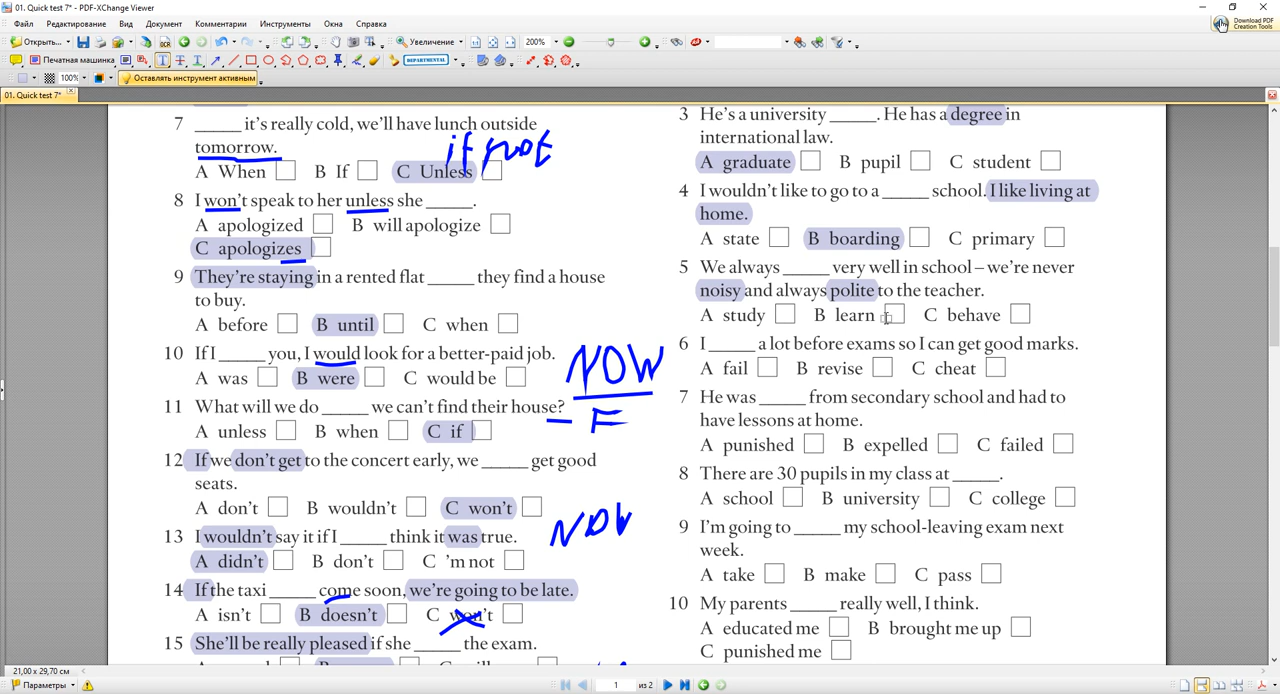 01. Quick test 7* - PDF-XChange Viewer
Файл Редактирование Вид Документ Комментарии Инструменты Окна Справка
Открыть... OCR Увеличение 200% Download PDF Creation Tools
Печатная машинка DEPARTMENTAL
100% Оставлять инструмент активным
01. Quick test 7*
7 _____ it's really cold, we'll have lunch outside
tomorrow.
if not
A When B If C Unless
8 I won't speak to her unless she _____.
A apologized B will apologize
C apologizes
9 They're staying in a rented flat _____ they find a house
to buy.
A before B until C when
10 If I _____ you, I would look for a better-paid job.
A was B were C would be
NOW
11 What will we do _____ we can't find their house?
A unless B when C if
F
12 If we don't get to the concert early, we _____ get good
seats.
A don't B wouldn't C won't
13 I wouldn't say it if I _____ think it was true.
NOW
A didn't B don't C 'm not
14 If the taxi _____ come soon, we're going to be late.
A isn't B doesn't C won't
15 She'll be really pleased if she _____ the exam.
3 He's a university _____. He has a degree in
international law.
A graduate B pupil C student
4 I wouldn't like to go to a _____ school. I like living at
home.
A state B boarding C primary
5 We always _____ very well in school – we're never
noisy and always polite to the teacher.
A study B learn C behave
6 I _____ a lot before exams so I can get good marks.
A fail B revise C cheat
7 He was _____ from secondary school and had to
have lessons at home.
A punished B expelled C failed
8 There are 30 pupils in my class at _____.
A school B university C college
9 I'm going to _____ my school-leaving exam next
week.
A take B make C pass
10 My parents _____ really well, I think.
A educated me B brought me up
C punished me
21,00 x 29,70 см
Параметры 1 из 2